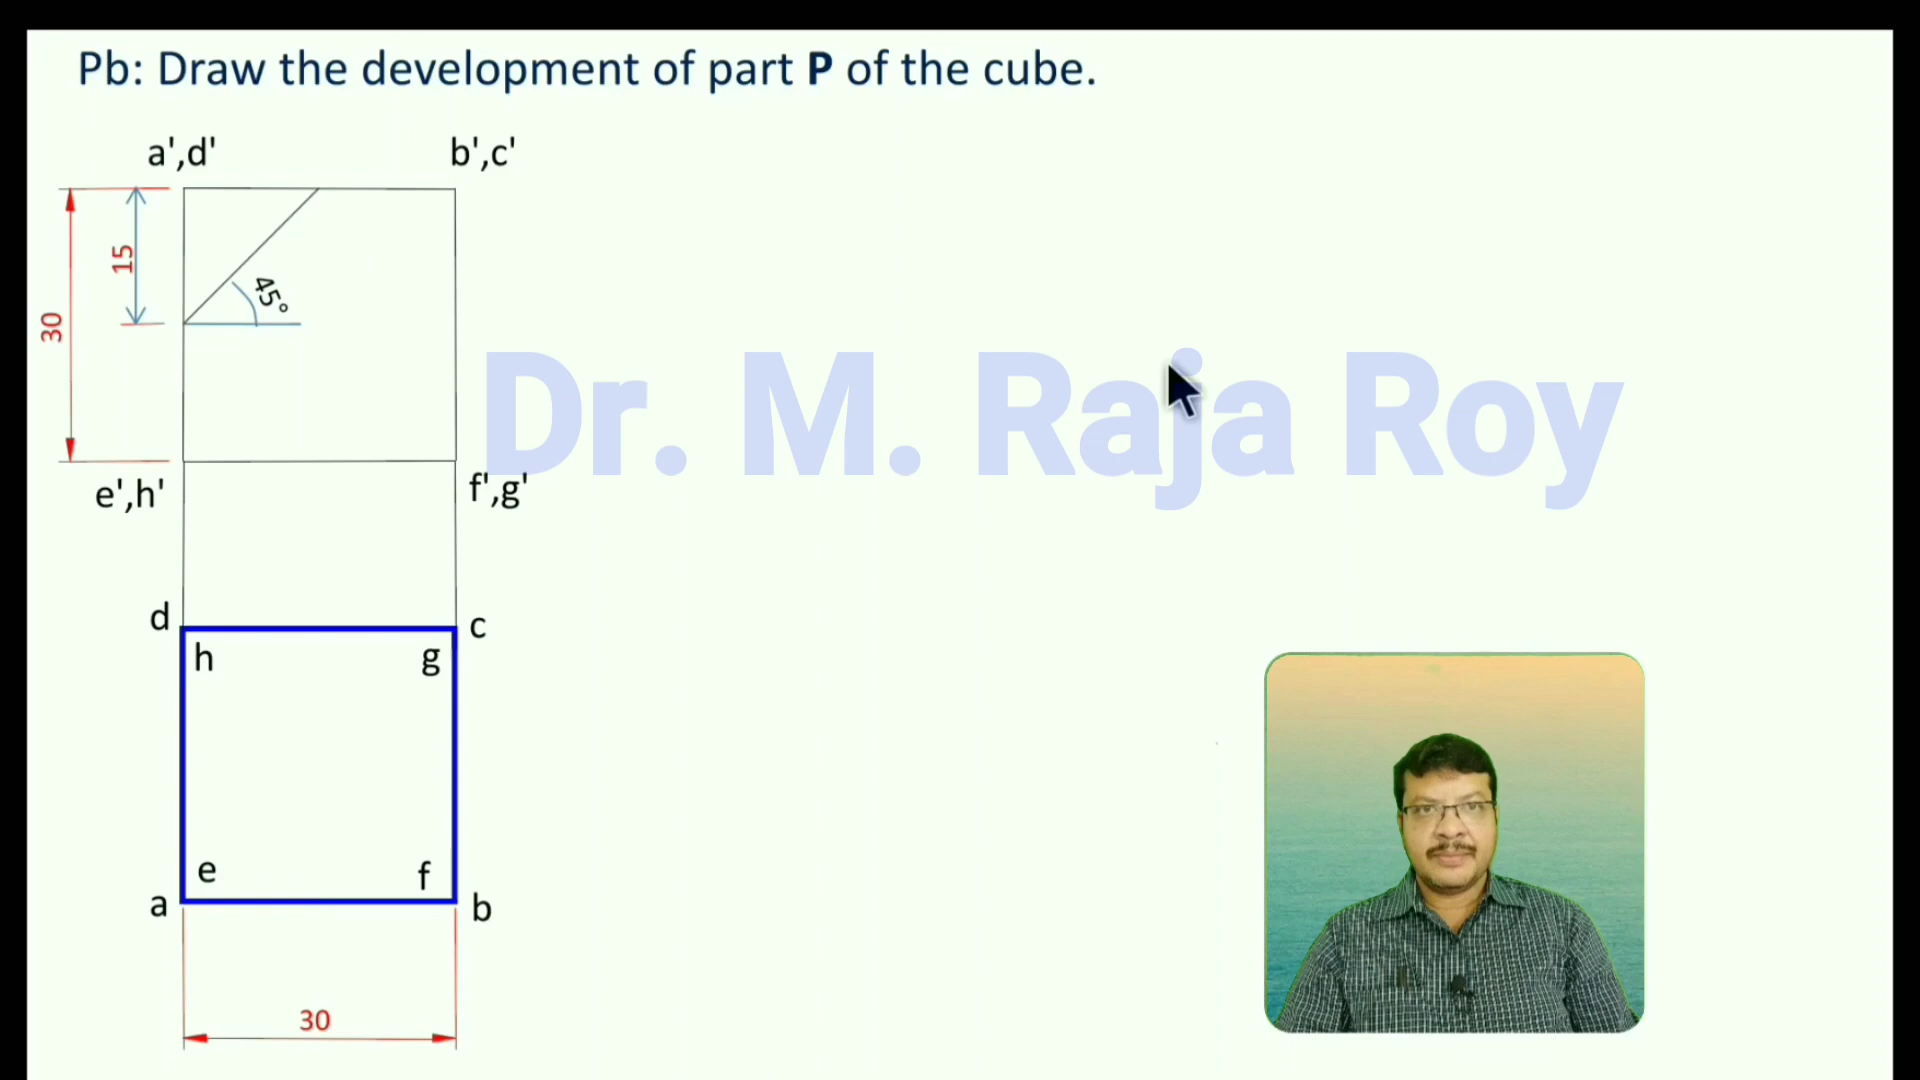 Pb: Draw the development of part P of the cube.
a',d'
b',c'
15
30
45°
Dr. M. Raja Roy
e',h'
f',g'
d
c
h
g
e
f
a
b
30